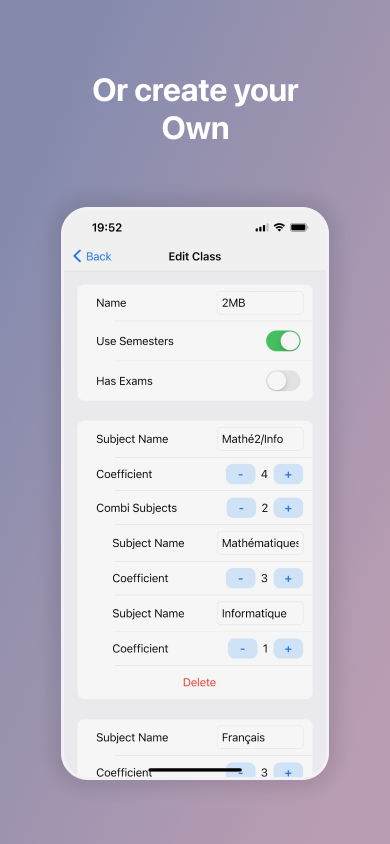 Or create your
Own
19:52
Back Edit Class
Name 2MB
Use Semesters
Has Exams
Subject Name Mathé2/Info
Coefficient - 4 +
Combi Subjects - 2 +
Subject Name Mathématiques
Coefficient - 3 +
Subject Name Informatique
Coefficient - 1 +
Delete
Subject Name Français
Coefficient - 3 +